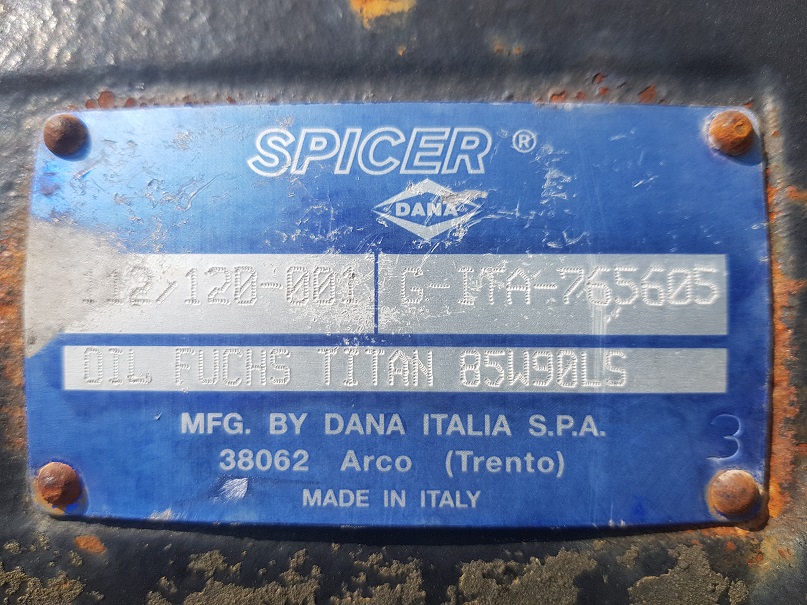 SPICER ®
DANA
112/120-001 G-ITA-765605
OIL FUCHS TITAN 85W90LS
MFG. BY DANA ITALIA S.P.A.
38062 Arco (Trento)
MADE IN ITALY
3